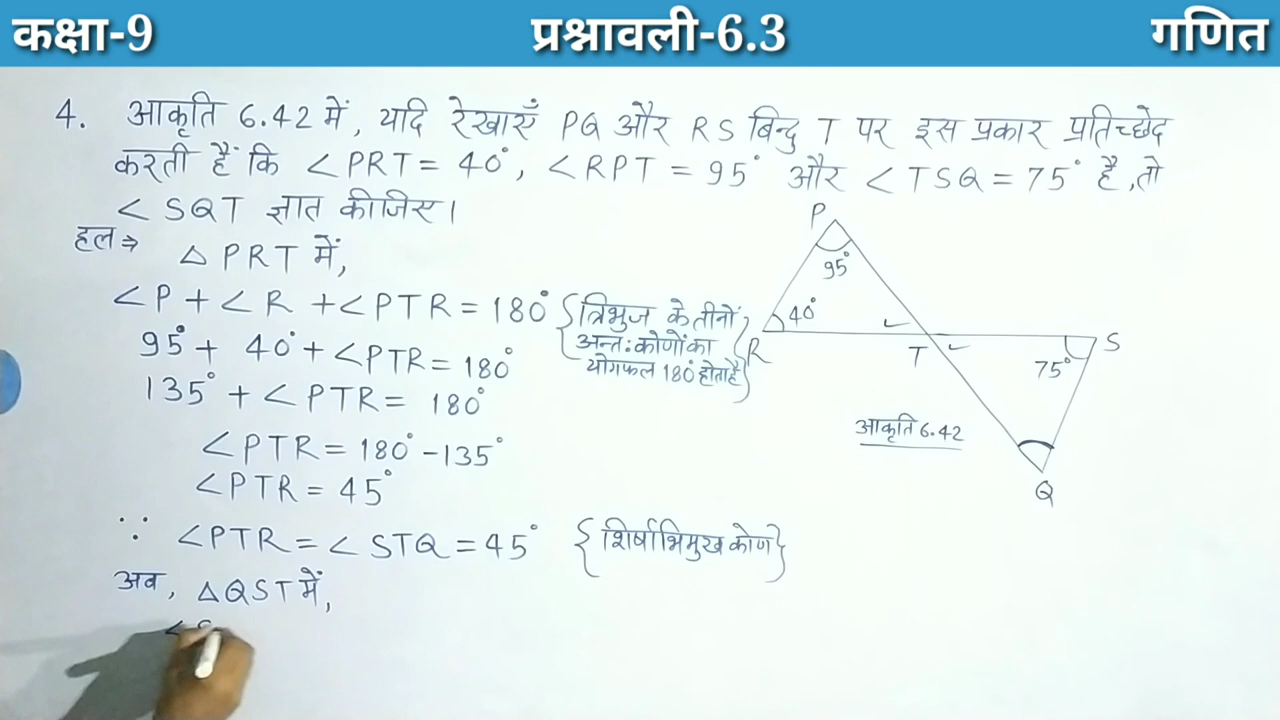 कक्षा-9 प्रश्नावली-6.3 गणित
4. आकृति 6.42 में, यदि रेखाएँ PQ और RS बिन्दु T पर इस प्रकार प्रतिच्छेद
करती हैं कि ∠PRT = 40°, ∠RPT = 95° और ∠TSQ = 75° है, तो
∠SQT ज्ञात कीजिए।
हल⇒ △PRT में,
∠P + ∠R + ∠PTR = 180° {त्रिभुज के तीनों
अन्तः कोणों का
योगफल 180° होता है}
95° + 40° + ∠PTR = 180°
135° + ∠PTR = 180°
∠PTR = 180° - 135°
∠PTR = 45°
∵ ∠PTR = ∠STQ = 45° {शिर्षाभिमुख कोण}
अब, △QST में,
∠
P
95°
40°
R
T
S
75°
Q
आकृति 6.42